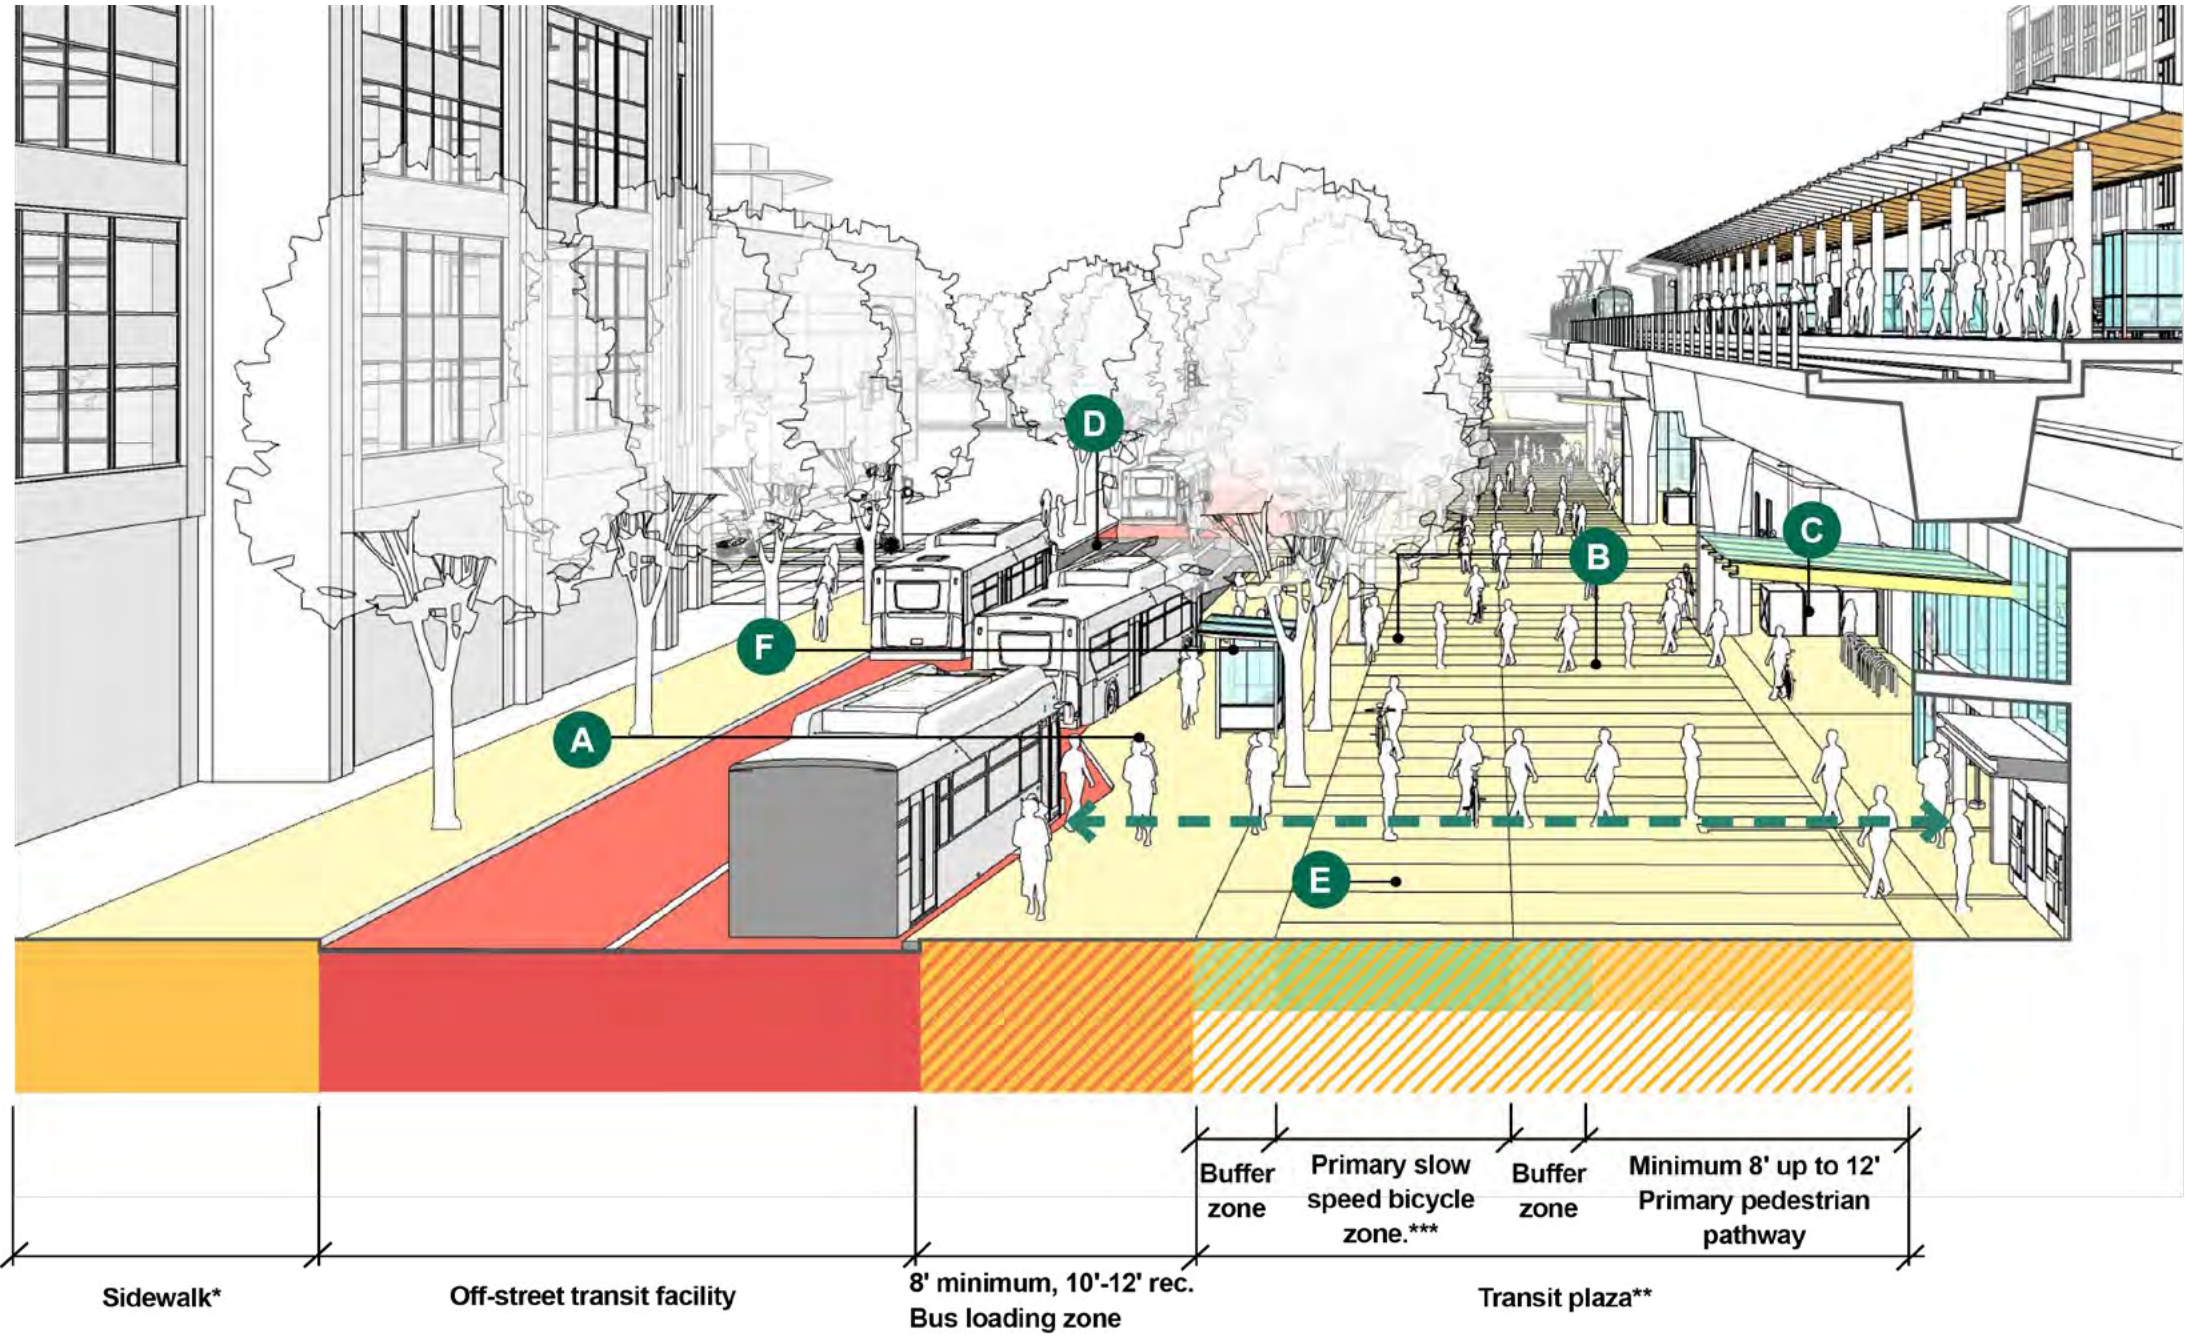 D
C
B
F
A
E
Buffer
zone
Primary slow
speed bicycle
zone.***
Buffer
zone
Minimum 8' up to 12'
Primary pedestrian
pathway
Sidewalk*
Off-street transit facility
8' minimum, 10'-12' rec.
Bus loading zone
Transit plaza**